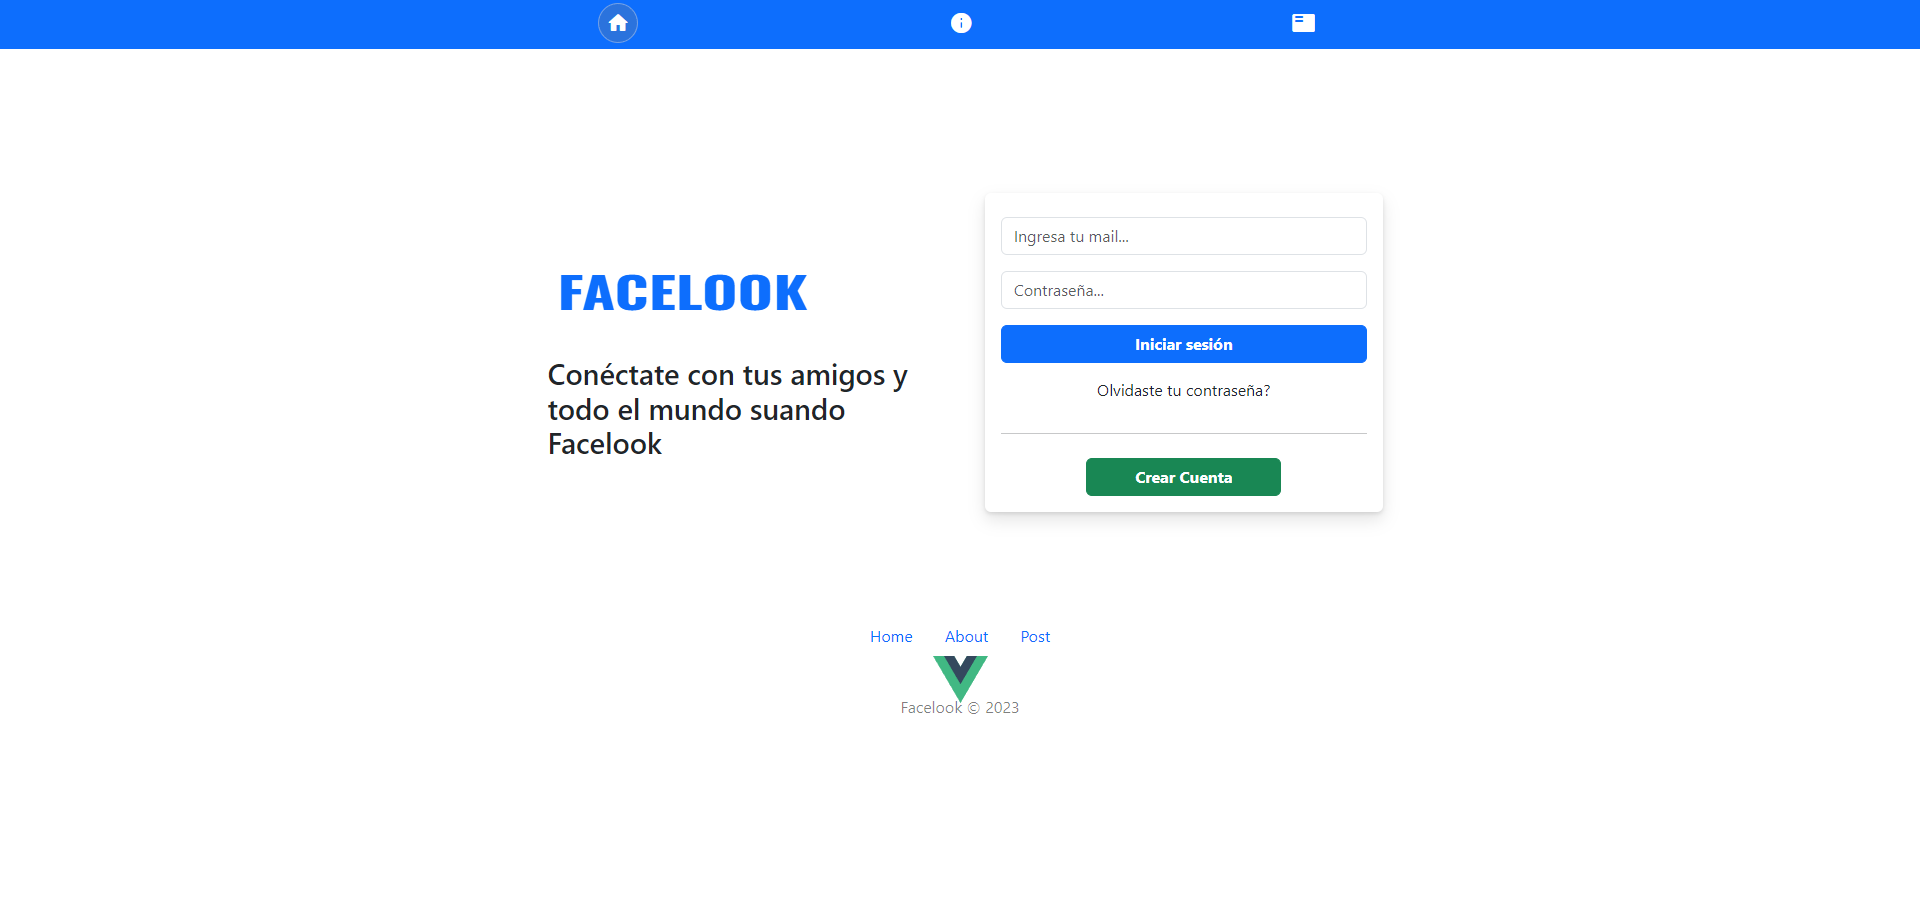 FACELOOK
Conéctate con tus amigos y
todo el mundo suando
Facelook
Ingresa tu mail...
Contraseña...
Iniciar sesión
Olvidaste tu contraseña?
Crear Cuenta
Home About Post
Facelook © 2023